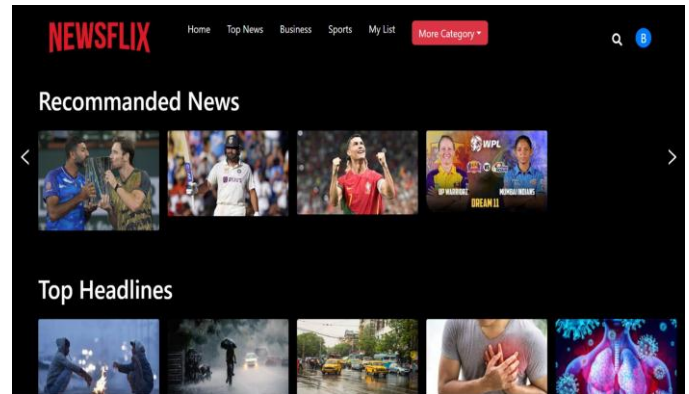 NEWSFLIX
Home Top News Business Sports My List More Category
B
Recommanded News
WPL
UP WARRIORZ MUMBAI INDIANS
DREAM 11
Top Headlines